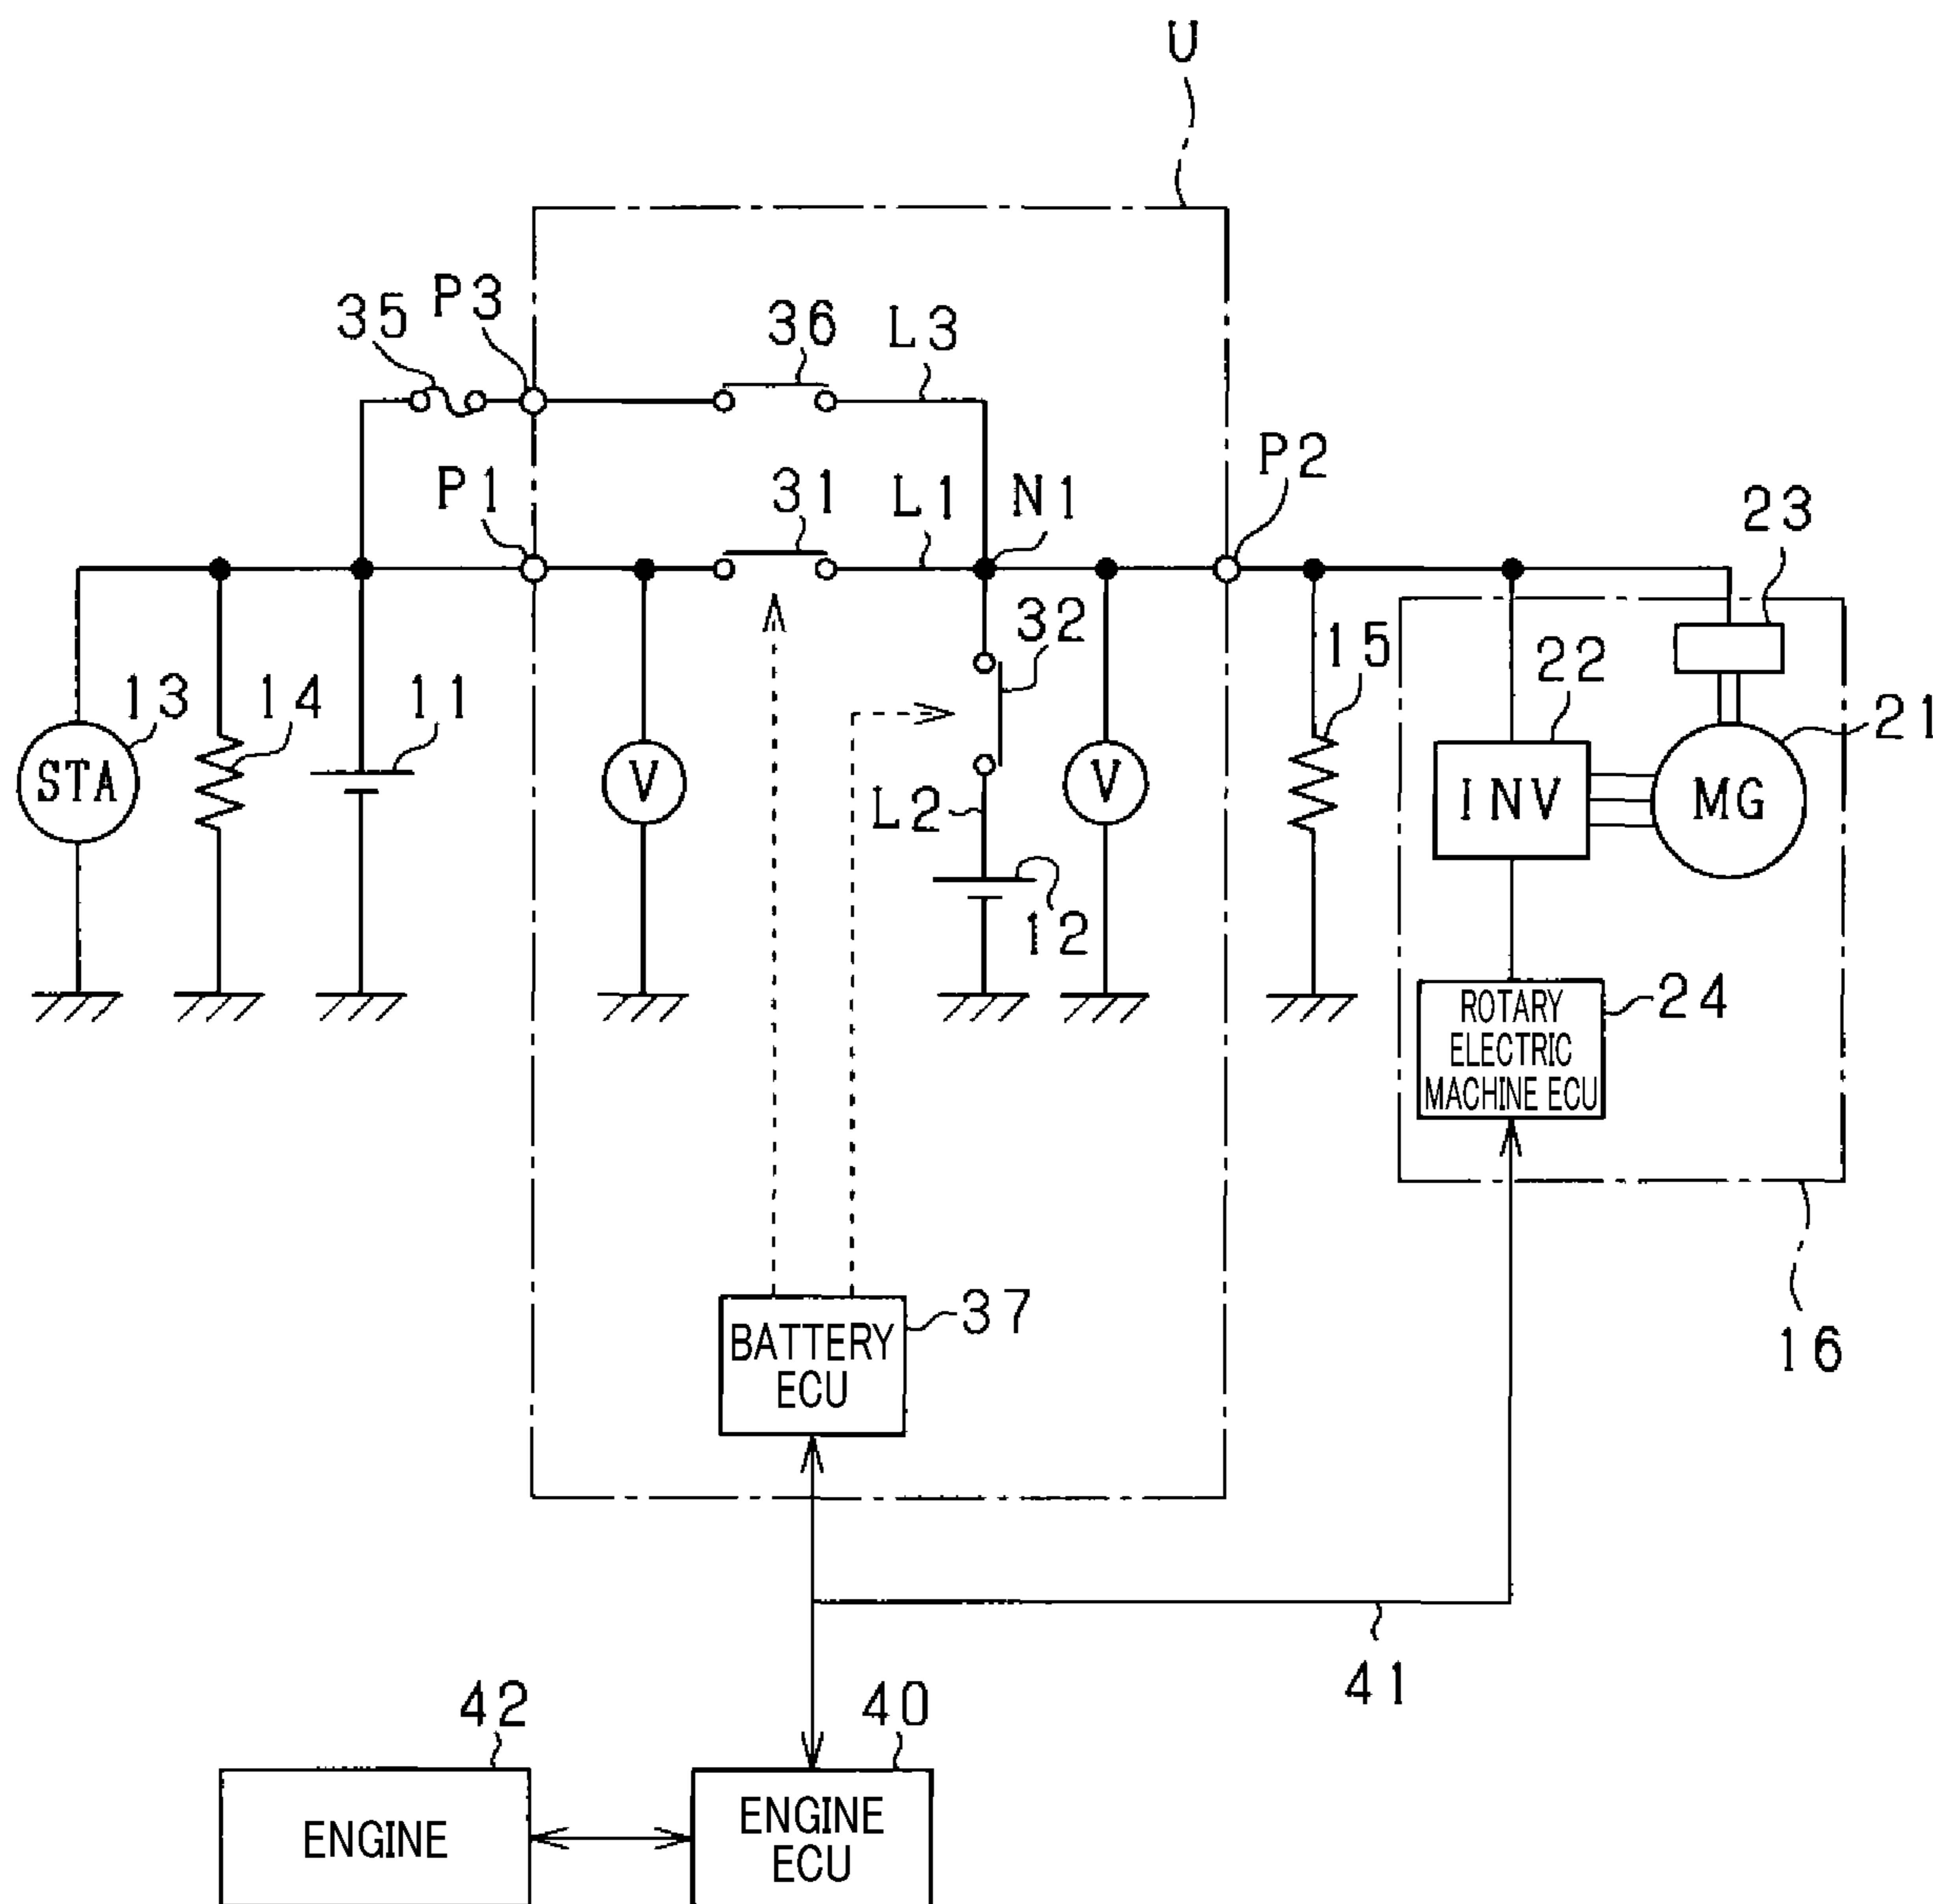 U
P3
35
36
L3
P1
31
L1
N1
P2
23
32
15
22
13
14
11
21
STA
V
V
INV
MG
L2
12
ROTARY
ELECTRIC
MACHINE ECU
24
37
BATTERY
ECU
16
41
42
40
ENGINE
ENGINE
ECU